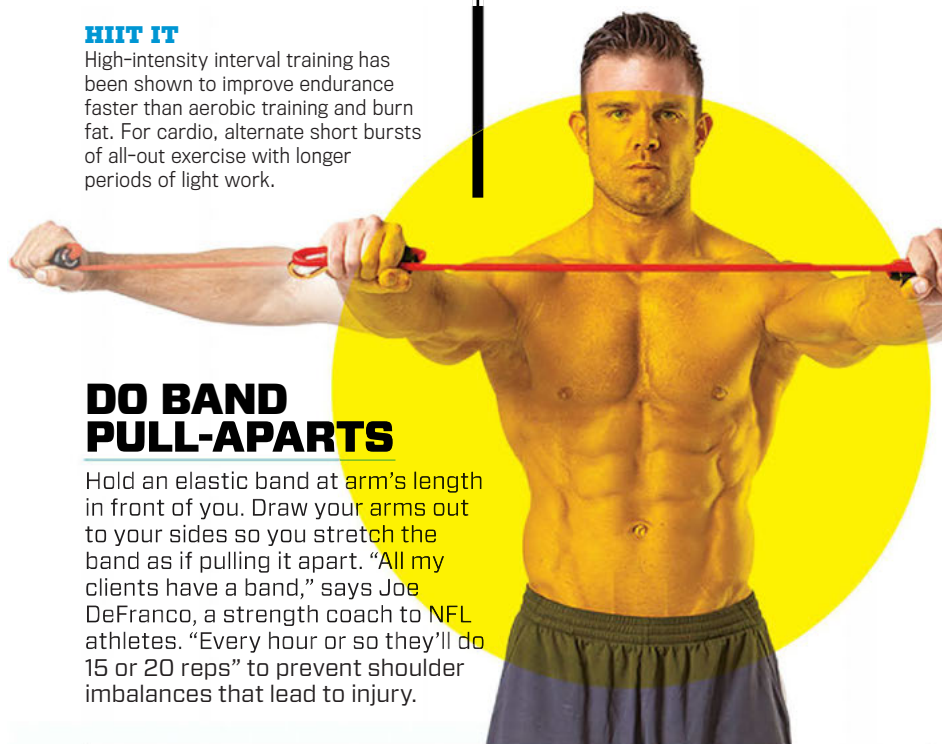 HIIT IT
High-intensity interval training has
been shown to improve endurance
faster than aerobic training and burn
fat. For cardio, alternate short bursts
of all-out exercise with longer
periods of light work.
DO BAND
PULL-APARTS
Hold an elastic band at arm’s length
in front of you. Draw your arms out
to your sides so you stretch the
band as if pulling it apart. “All my
clients have a band,” says Joe
DeFranco, a strength coach to NFL
athletes. “Every hour or so they’ll do
15 or 20 reps” to prevent shoulder
imbalances that lead to injury.